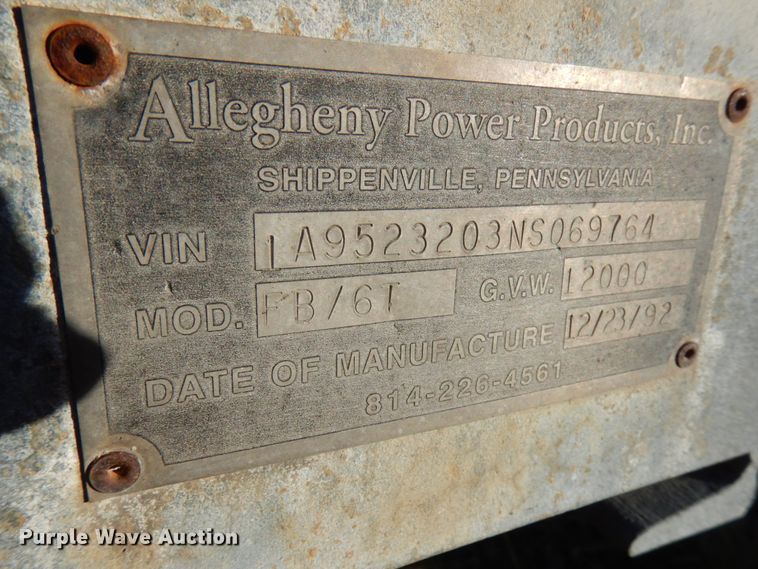 Allegheny Power Products, Inc.
SHIPPENVILLE, PENNSYLVANIA
VIN 1A9523203NS069764
MOD. FB/6T G.V.W. 12000
DATE OF MANUFACTURE 12/23/92
814-226-4561
Purple Wave Auction